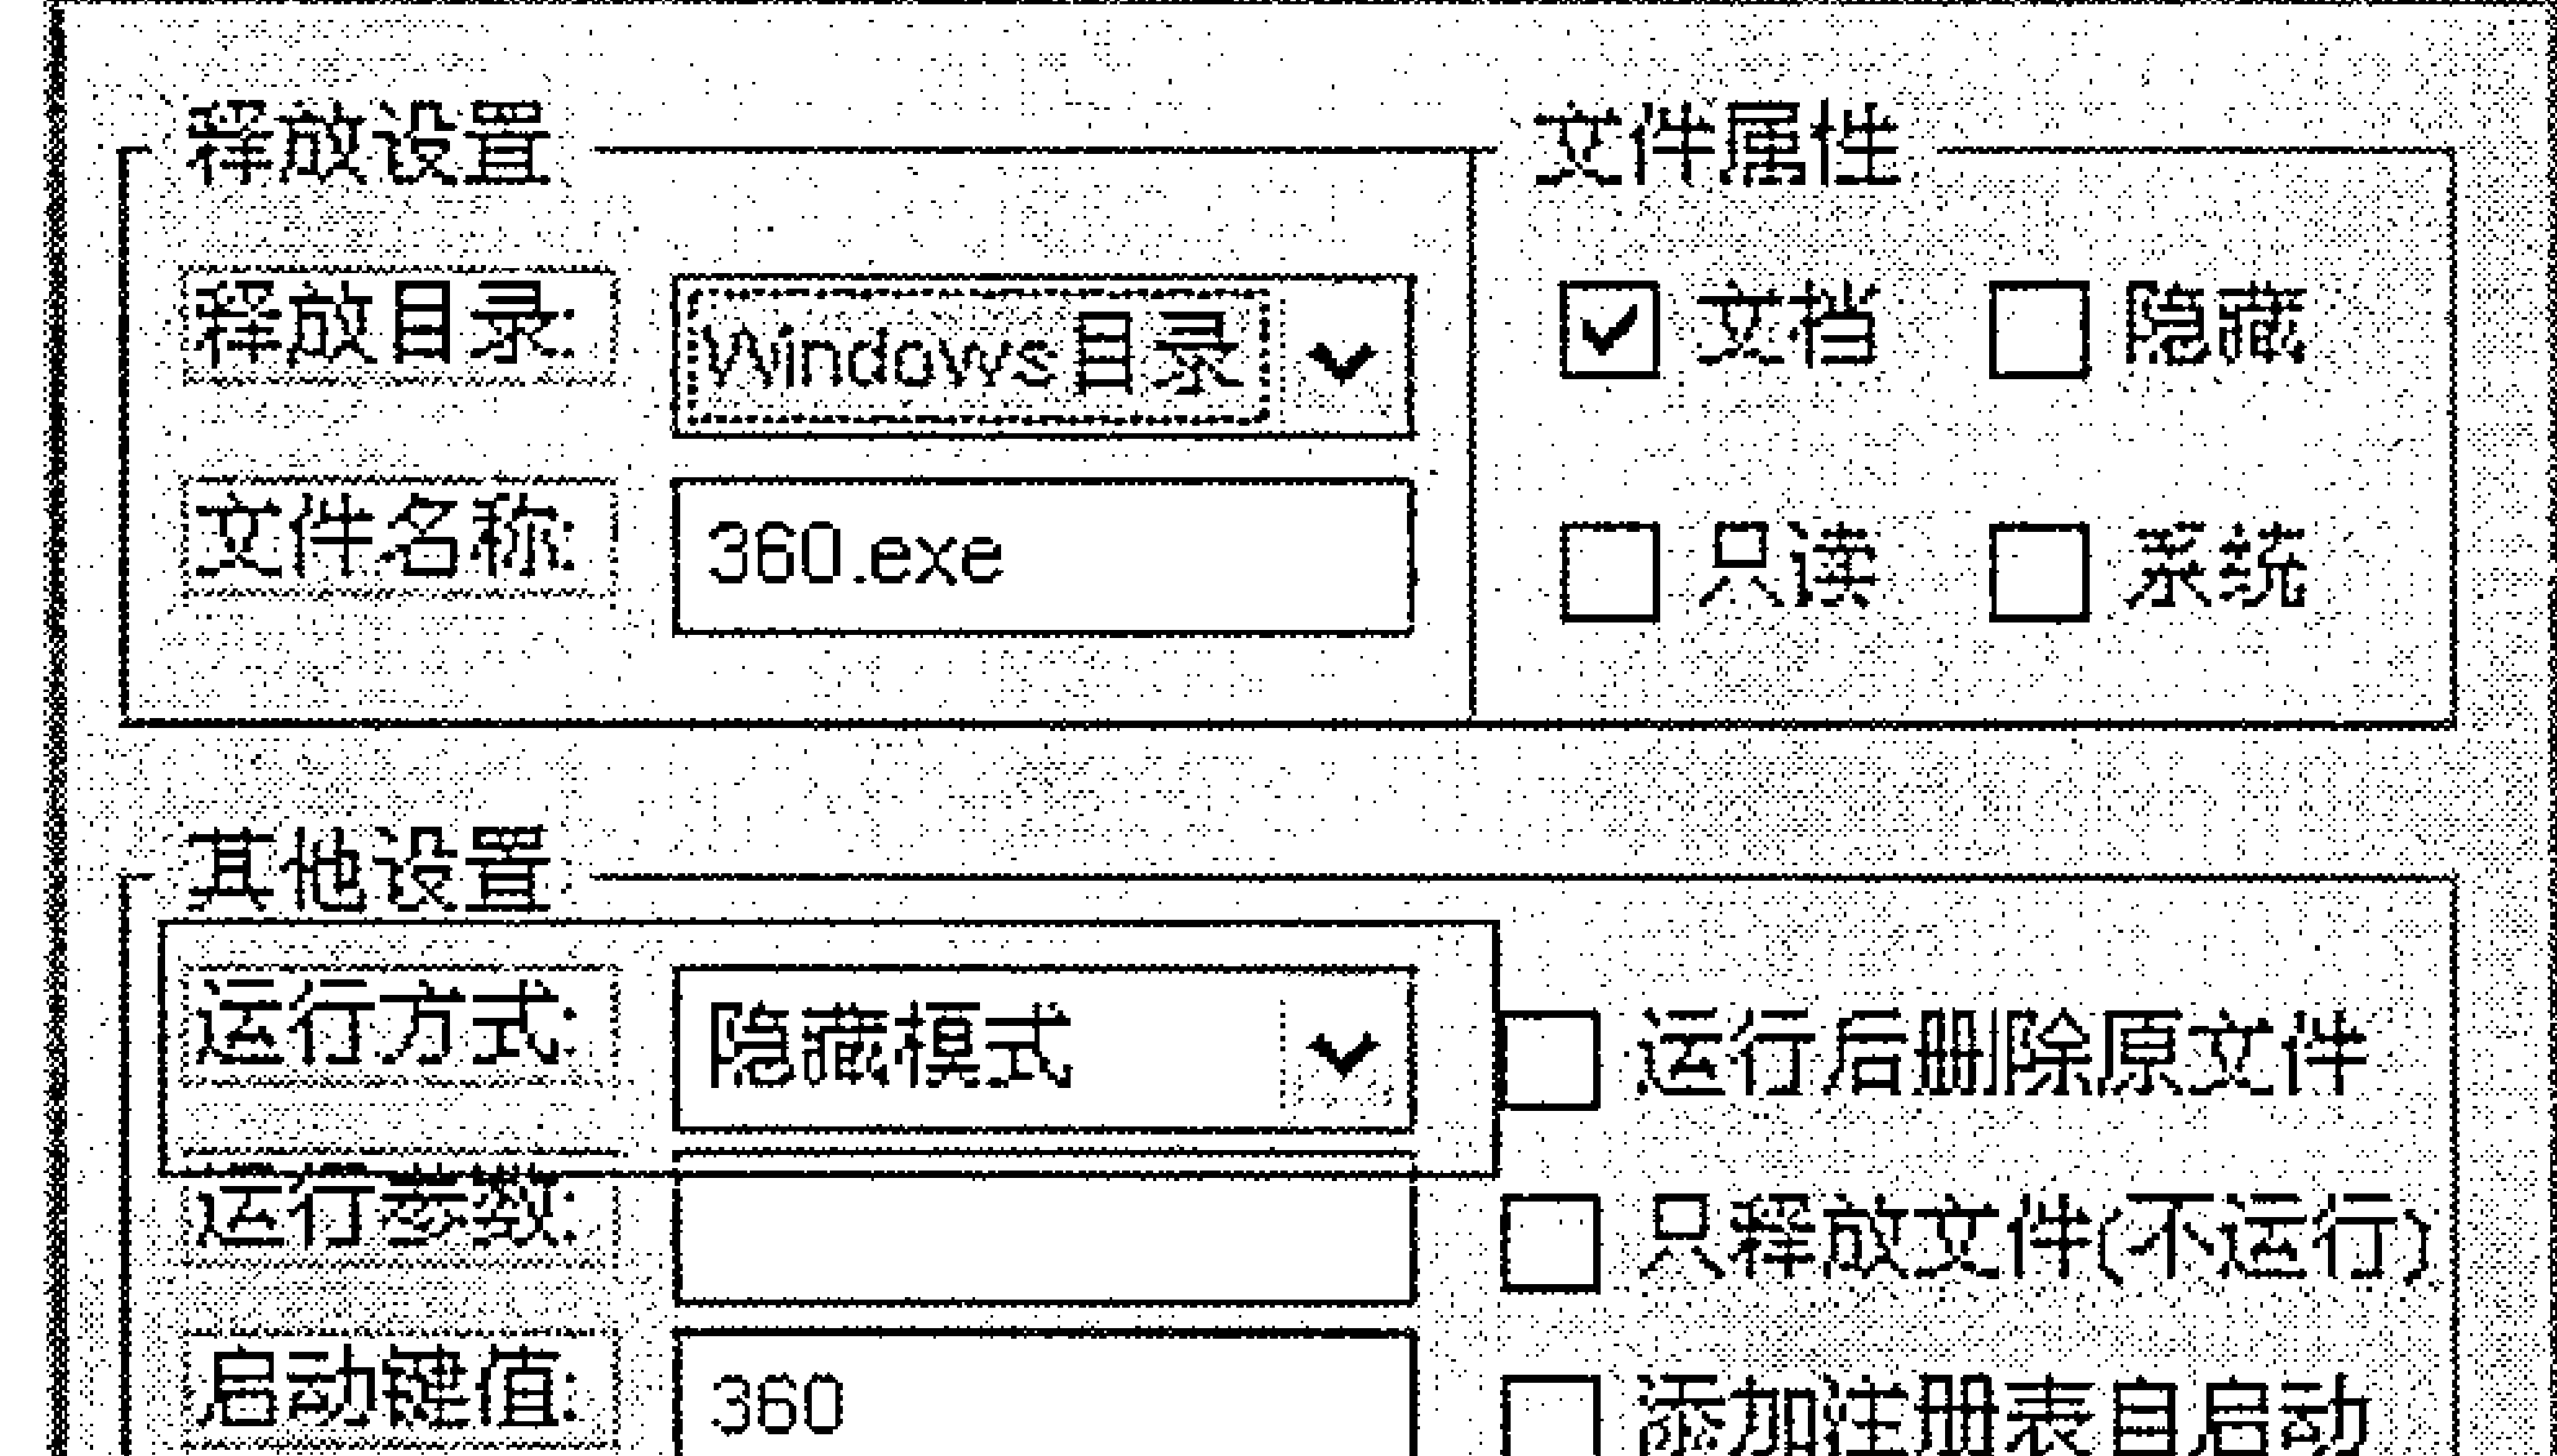 释放设置 文件属性
释放目录: Windows目录 文档 隐藏
文件名称: 360.exe 只读 系统
其他设置
运行方式: 隐藏模式 运行后删除原文件
运行参数: 只释放文件(不运行)
启动键值: 360 添加注册表自启动